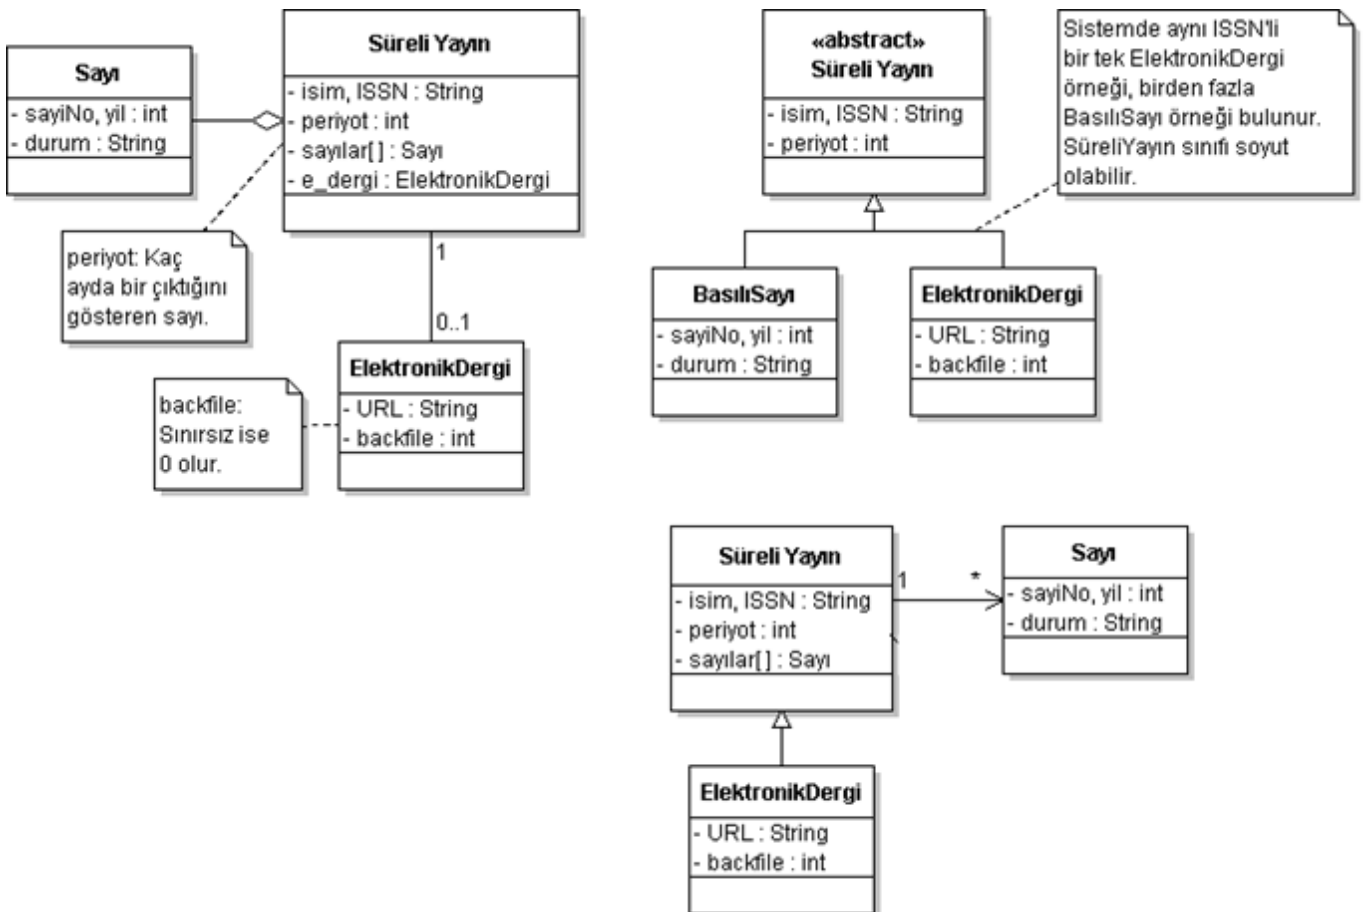 Sayı
- sayiNo, yil : int
- durum : String
Süreli Yayın
- isim, ISSN : String
- periyot : int
- sayılar[ ] : Sayı
- e_dergi : ElektronikDergi
periyot: Kaç
ayda bir çıktığını
gösteren sayı.
1
0..1
ElektronikDergi
- URL : String
- backfile : int
backfile:
Sınırsız ise
0 olur.
«abstract»
Süreli Yayın
- isim, ISSN : String
- periyot : int
Sistemde aynı ISSN'li
bir tek ElektronikDergi
örneği, birden fazla
BasılıSayı örneği bulunur.
SüreliYayın sınıfı soyut
olabilir.
BasılıSayı
- sayiNo, yil : int
- durum : String
ElektronikDergi
- URL : String
- backfile : int
Süreli Yayın
- isim, ISSN : String
- periyot : int
- sayılar[ ] : Sayı
1
*
Sayı
- sayiNo, yil : int
- durum : String
ElektronikDergi
- URL : String
- backfile : int